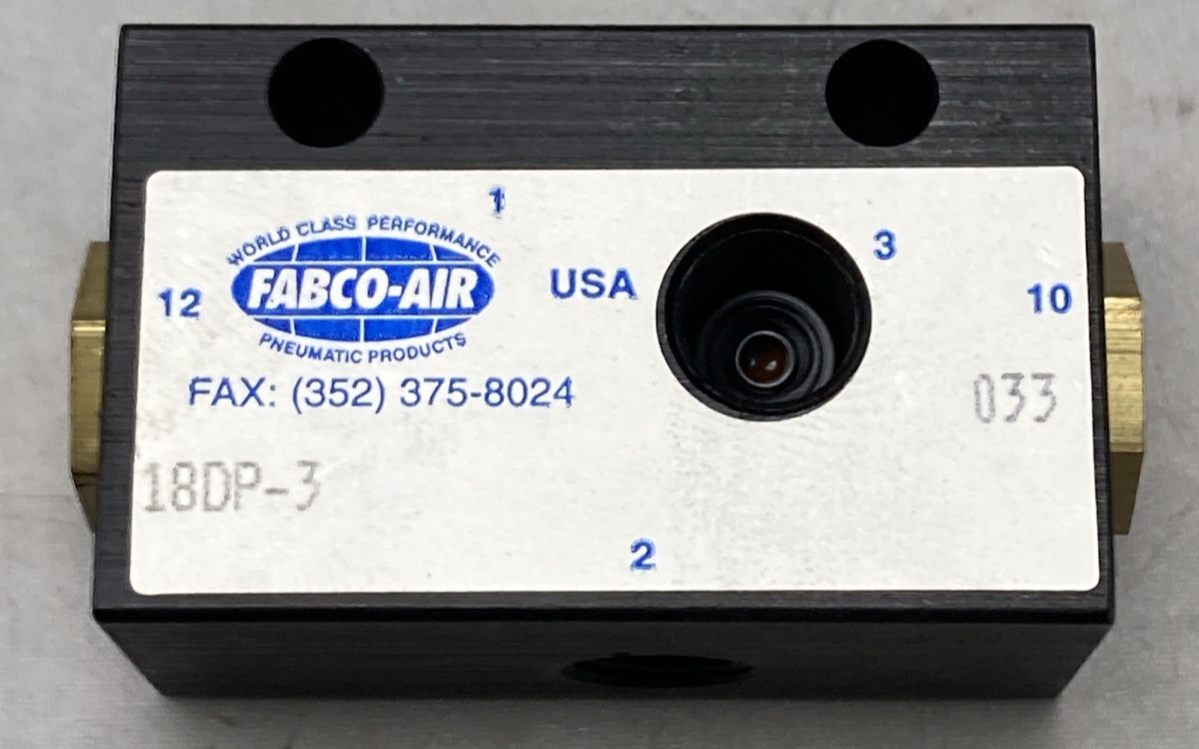 1
WORLD CLASS PERFORMANCE
FABCO-AIR
PNEUMATIC PRODUCTS
USA
3
12
10
FAX: (352) 375-8024
033
18DP-3
2